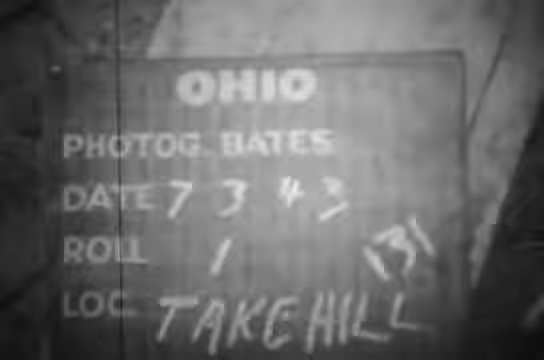 OHIO
PHOTOG. BATES
DATE 7 3 43
ROLL 1 131
LOC. TAKE HILL